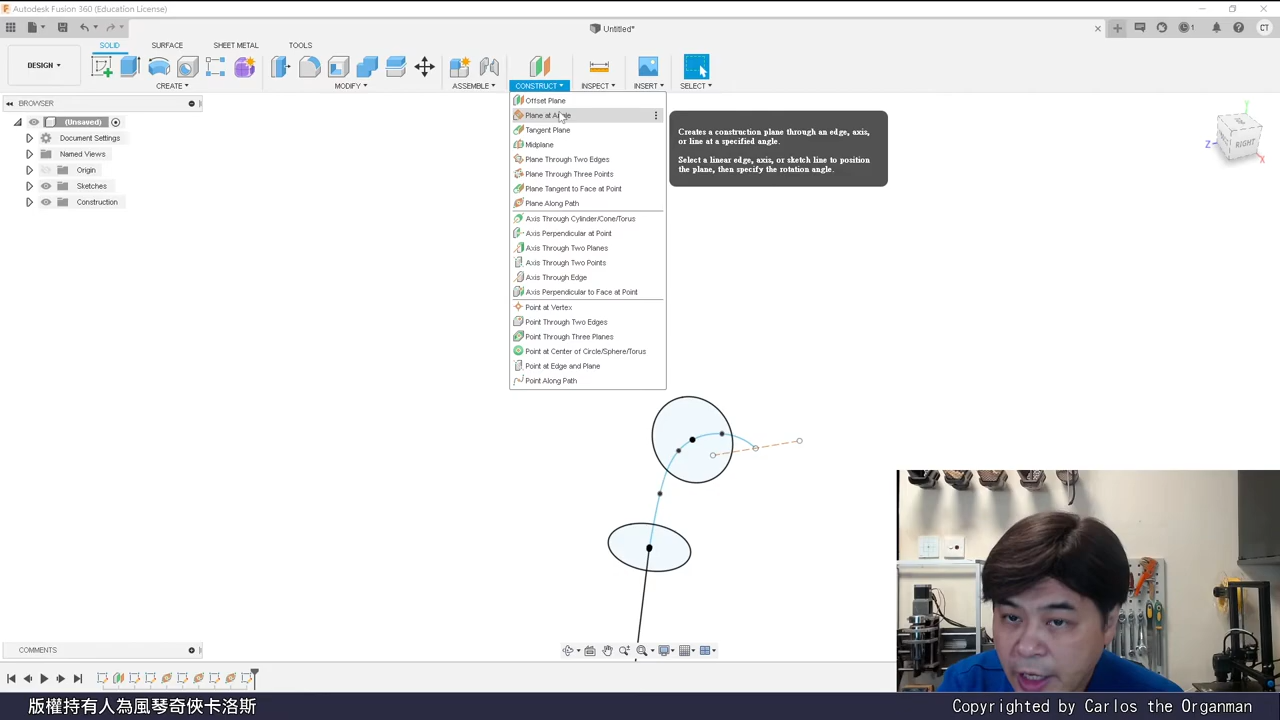 Autodesk Fusion 360 (Education License)
Untitled*
1
CT
DESIGN
SOLID
SURFACE
SHEET METAL
TOOLS
CREATE
MODIFY
ASSEMBLE
CONSTRUCT
INSPECT
INSERT
SELECT
BROWSER
(Unsaved)
Document Settings
Named Views
Origin
Sketches
Construction
Offset Plane
Plane at Angle
Tangent Plane
Midplane
Plane Through Two Edges
Plane Through Three Points
Plane Tangent to Face at Point
Plane Along Path
Axis Through Cylinder/Cone/Torus
Axis Perpendicular at Point
Axis Through Two Planes
Axis Through Two Points
Axis Through Edge
Axis Perpendicular to Face at Point
Point at Vertex
Point Through Two Edges
Point Through Three Planes
Point at Center of Circle/Sphere/Torus
Point at Edge and Plane
Point Along Path
Creates a construction plane through an edge, axis,
or line at a specified angle.
Select a linear edge, axis, or sketch line to position
the plane, then specify the rotation angle.
Y
Z
RIGHT
X
COMMENTS
版權持有人為風琴奇俠卡洛斯
Copyrighted by Carlos the Organman